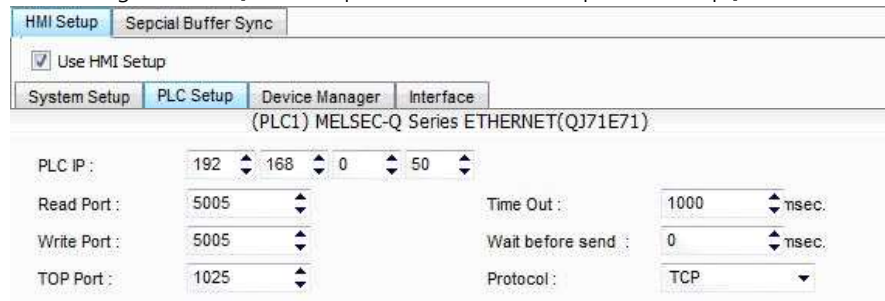 HMI Setup Sepcial Buffer Sync
Use HMI Setup
System Setup PLC Setup Device Manager Interface
(PLC1) MELSEC-Q Series ETHERNET(QJ71E71)
PLC IP : 192 168 0 50
Read Port : 5005 Time Out : 1000 msec.
Write Port : 5005 Wait before send : 0 msec.
TOP Port : 1025 Protocol : TCP